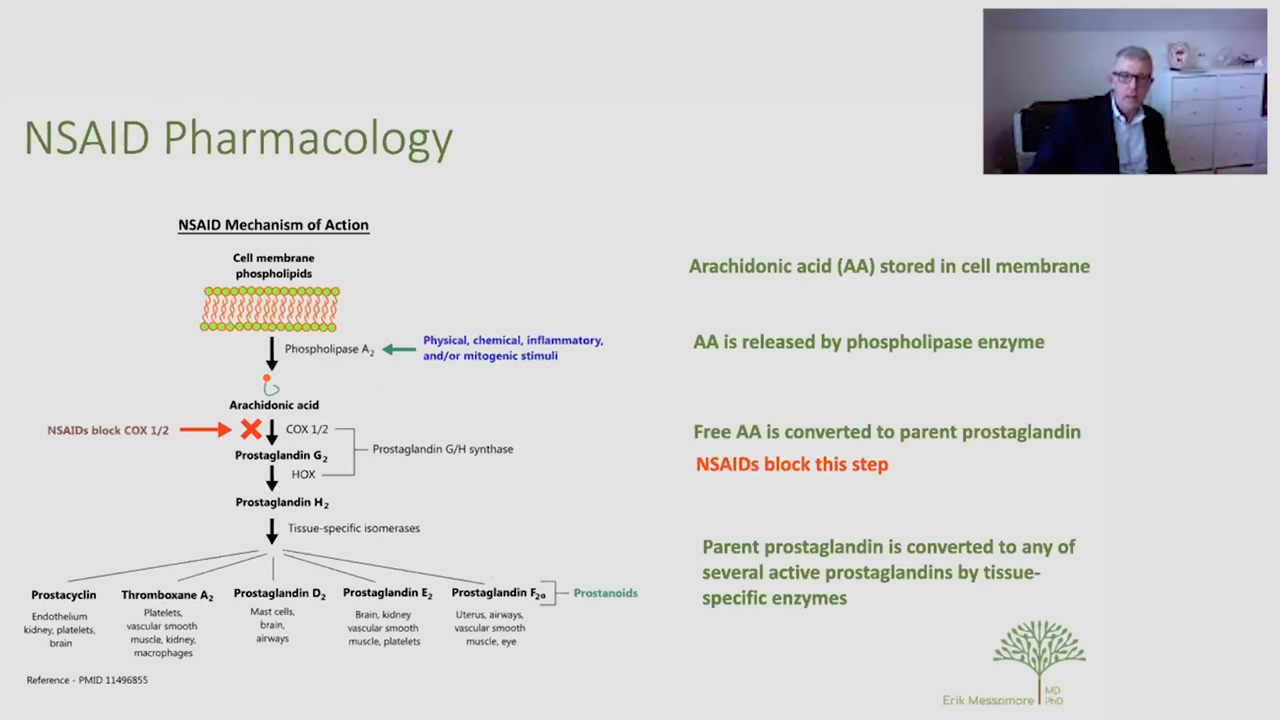 NSAID Pharmacology
NSAID Mechanism of Action
Cell membrane
phospholipids
Phospholipase A2
Physical, chemical, inflammatory,
and/or mitogenic stimuli
Arachidonic acid
NSAIDs block COX 1/2
COX 1/2
Prostaglandin G/H synthase
Prostaglandin G2
HOX
Prostaglandin H2
Tissue-specific isomerases
Prostacyclin
Endothelium
kidney, platelets,
brain
Thromboxane A2
Platelets,
vascular smooth
muscle, kidney,
macrophages
Prostaglandin D2
Mast cells,
brain,
airways
Prostaglandin E2
Brain, kidney
vascular smooth
muscle, platelets
Prostaglandin F2α
Uterus, airways,
vascular smooth
muscle, eye
Prostanoids
Reference - PMID 11496855
Arachidonic acid (AA) stored in cell membrane
AA is released by phospholipase enzyme
Free AA is converted to parent prostaglandin
NSAIDs block this step
Parent prostaglandin is converted to any of
several active prostaglandins by tissue-
specific enzymes
Erik Messamore
MD
PhD